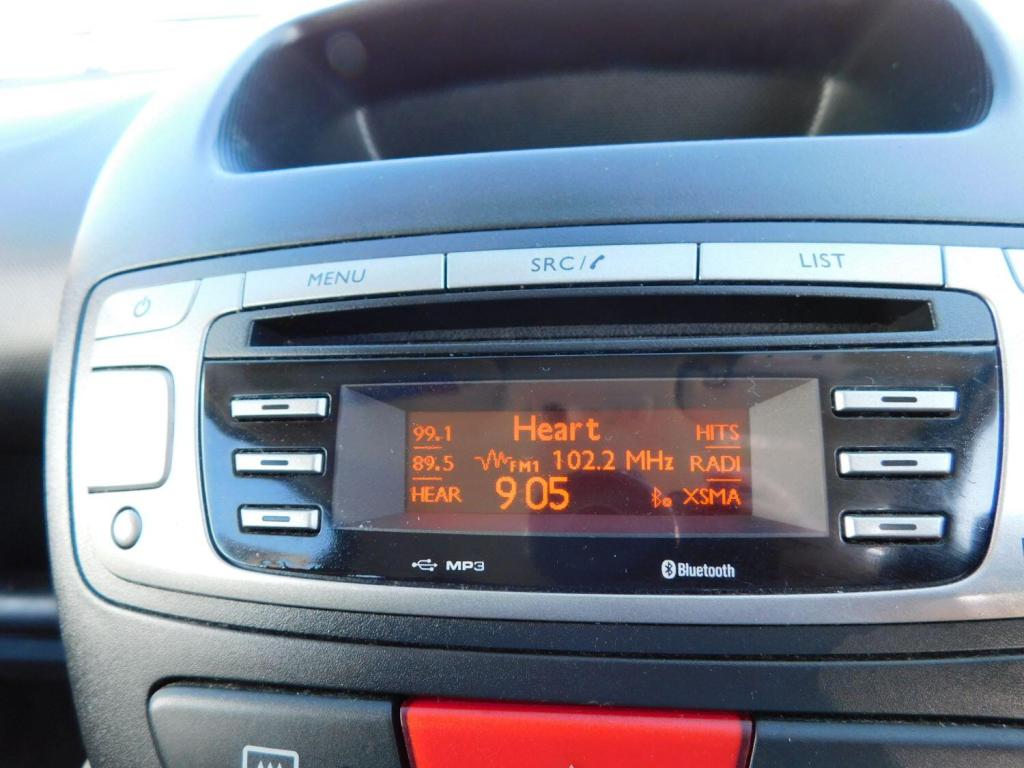 MENU
SRC/
LIST
99.1 Heart HITS
89.5 FM1 102.2 MHz RADI
HEAR 9 05 XSMA
MP3
Bluetooth